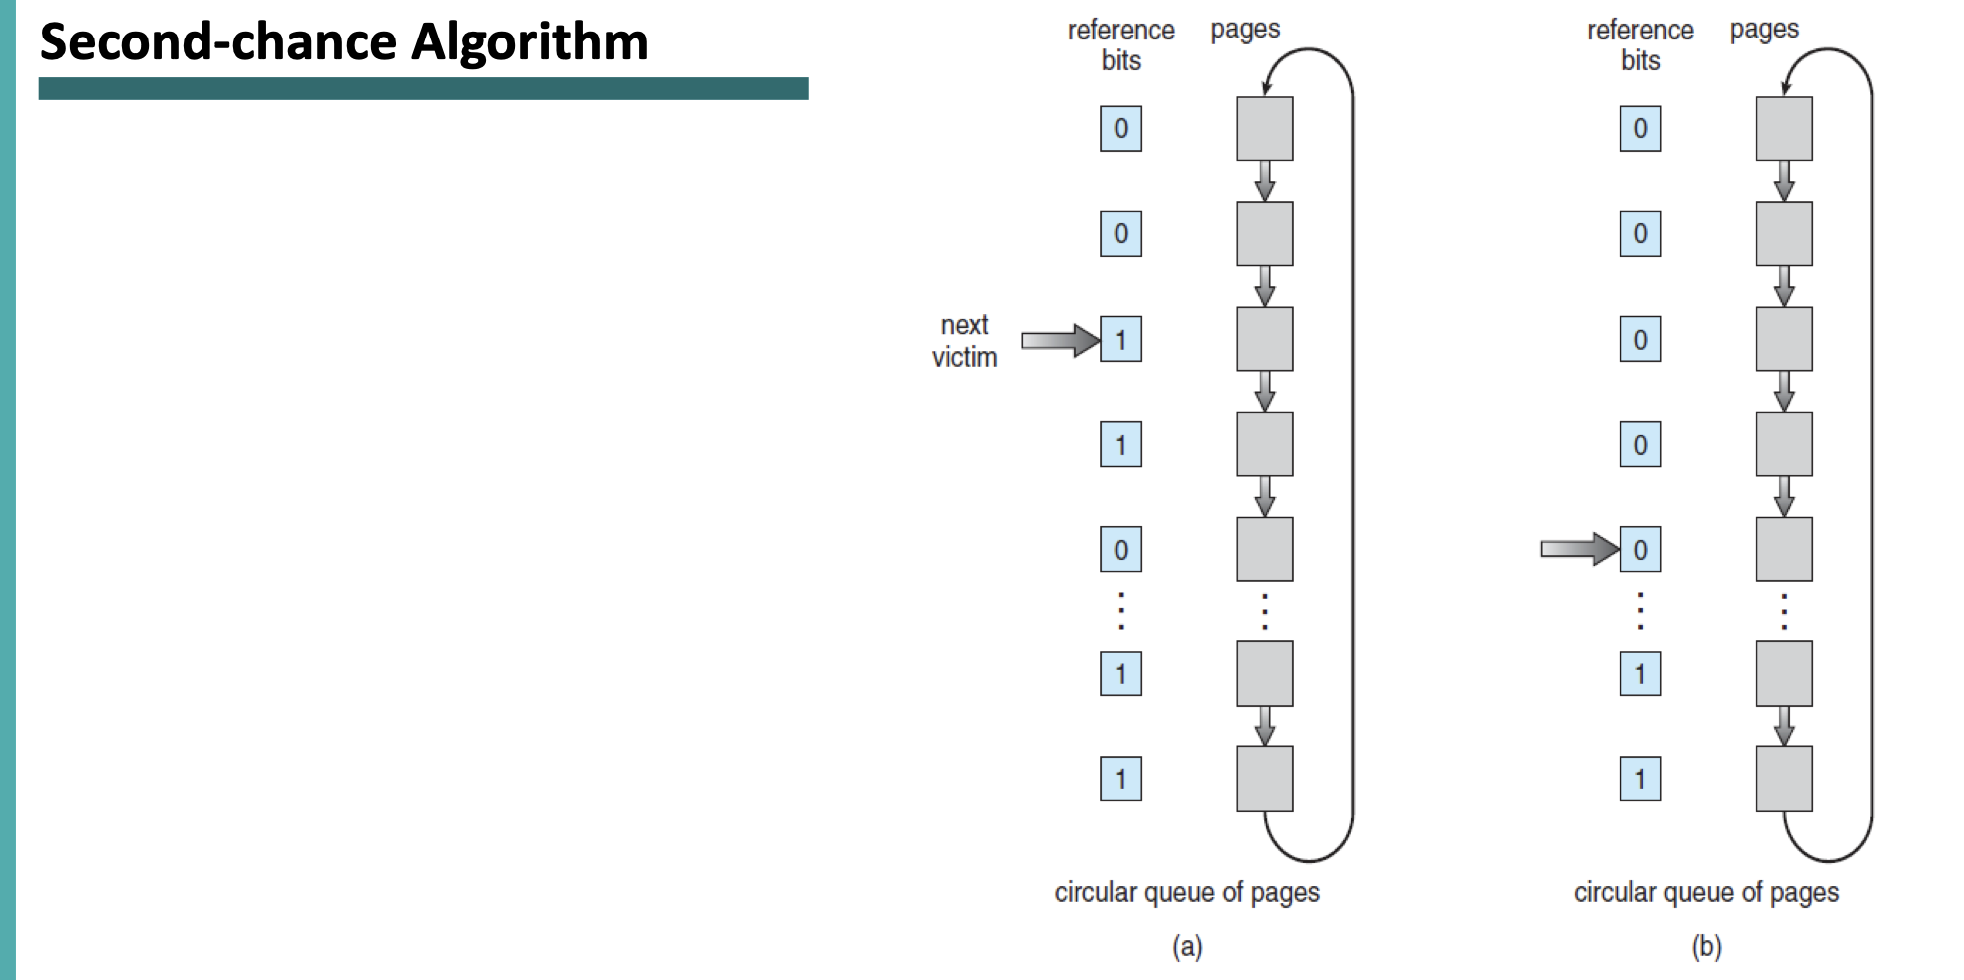 Second-chance Algorithm
reference
bits
pages
0
0
next
victim
1
1
0
1
1
circular queue of pages
(a)
reference
bits
pages
0
0
0
0
0
1
1
circular queue of pages
(b)